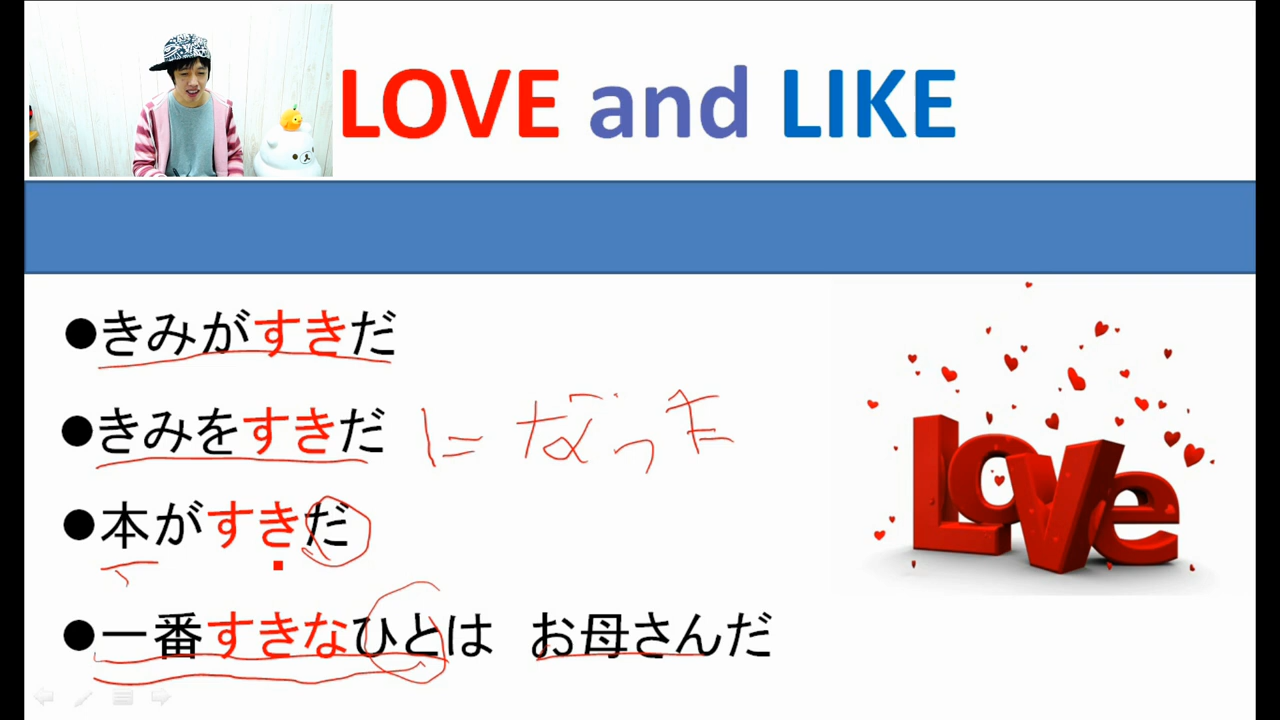 LOVE and LIKE
●きみがすきだ
●きみをすきだ になった
●本がすきだ
●一番すきなひとは お母さんだ
Love